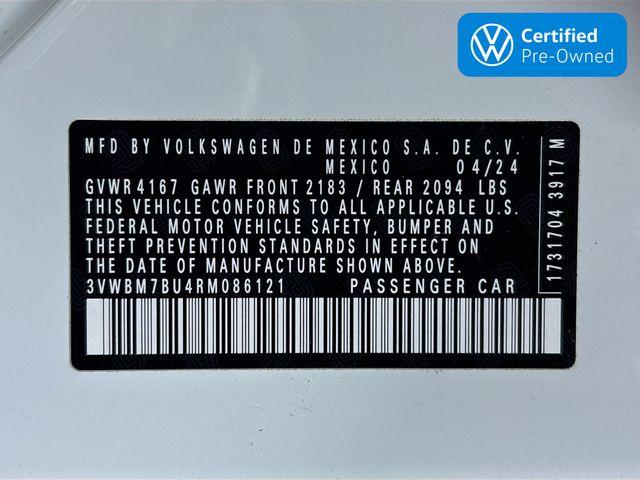 Certified
Pre-Owned
MFD BY VOLKSWAGEN DE MEXICO S.A. DE C.V.
MEXICO 04/24
GVWR 4167 GAWR FRONT 2183 / REAR 2094 LBS
THIS VEHICLE CONFORMS TO ALL APPLICABLE U.S.
FEDERAL MOTOR VEHICLE SAFETY, BUMPER AND
THEFT PREVENTION STANDARDS IN EFFECT ON
THE DATE OF MANUFACTURE SHOWN ABOVE.
3VWBM7BU4RM086121 PASSENGER CAR
1731704 3917 M